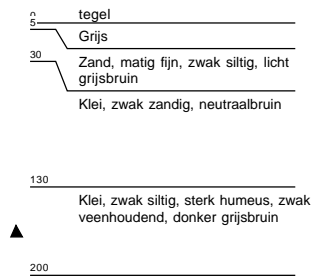 0 tegel
5
Grijs
30
Zand, matig fijn, zwak siltig, licht
grijsbruin
Klei, zwak zandig, neutraalbruin
130
Klei, zwak siltig, sterk humeus, zwak
veenhoudend, donker grijsbruin
200